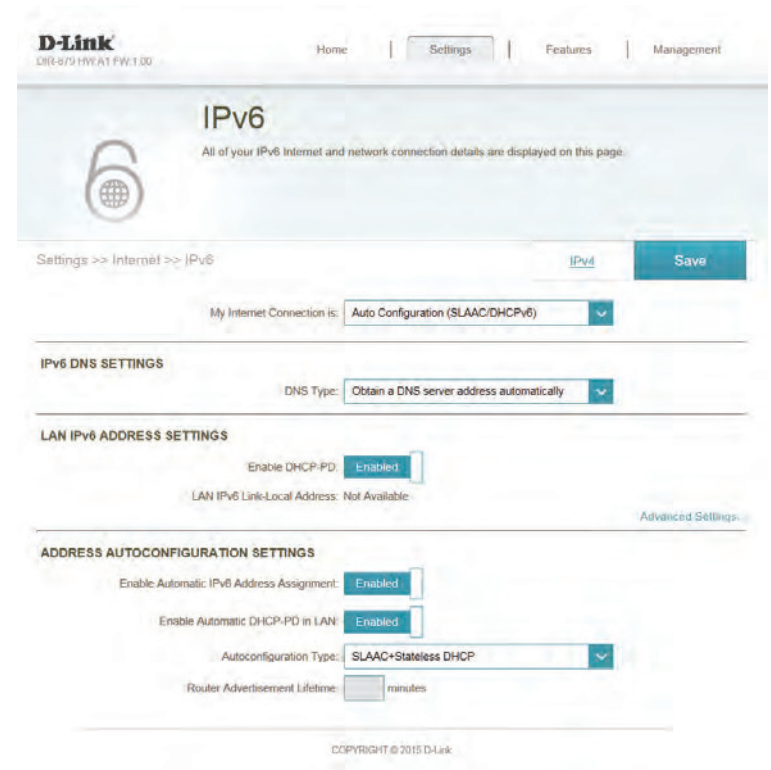 D-Link
DIR-879 HW:A1 FW:1.00
Home | Settings | Features | Management
IPv6
All of your IPv6 Internet and network connection details are displayed on this page.
Settings >> Internet >> IPv6
IPv4
Save
My Internet Connection is: Auto Configuration (SLAAC/DHCPv6)
IPv6 DNS SETTINGS
DNS Type: Obtain a DNS server address automatically
LAN IPv6 ADDRESS SETTINGS
Enable DHCP-PD: Enabled
LAN IPv6 Link-Local Address: Not Available
Advanced Settings...
ADDRESS AUTOCONFIGURATION SETTINGS
Enable Automatic IPv6 Address Assignment: Enabled
Enable Automatic DHCP-PD in LAN: Enabled
Autoconfiguration Type: SLAAC+Stateless DHCP
Router Advertisement Lifetime: minutes
COPYRIGHT © 2015 D-Link